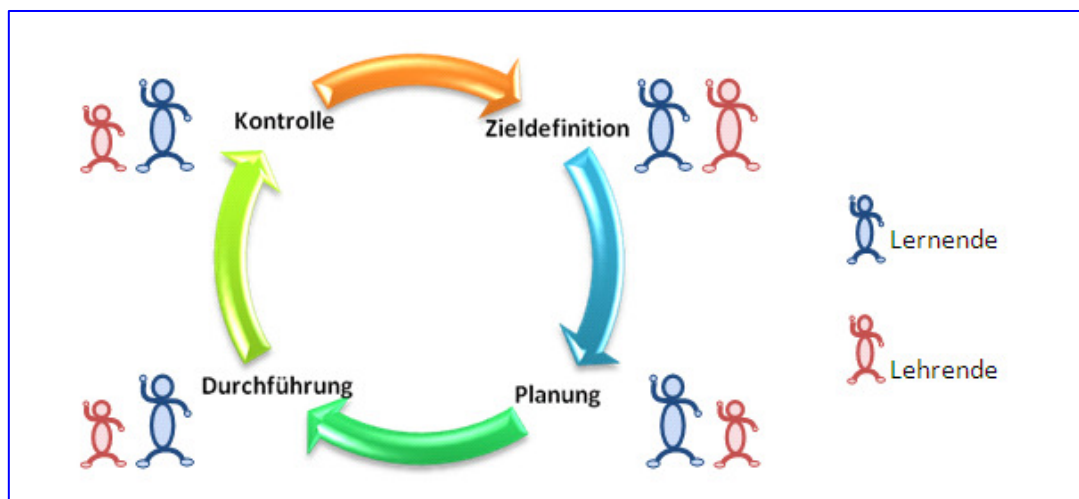 Kontrolle
Zieldefinition
Lernende
Lehrende
Durchführung
Planung